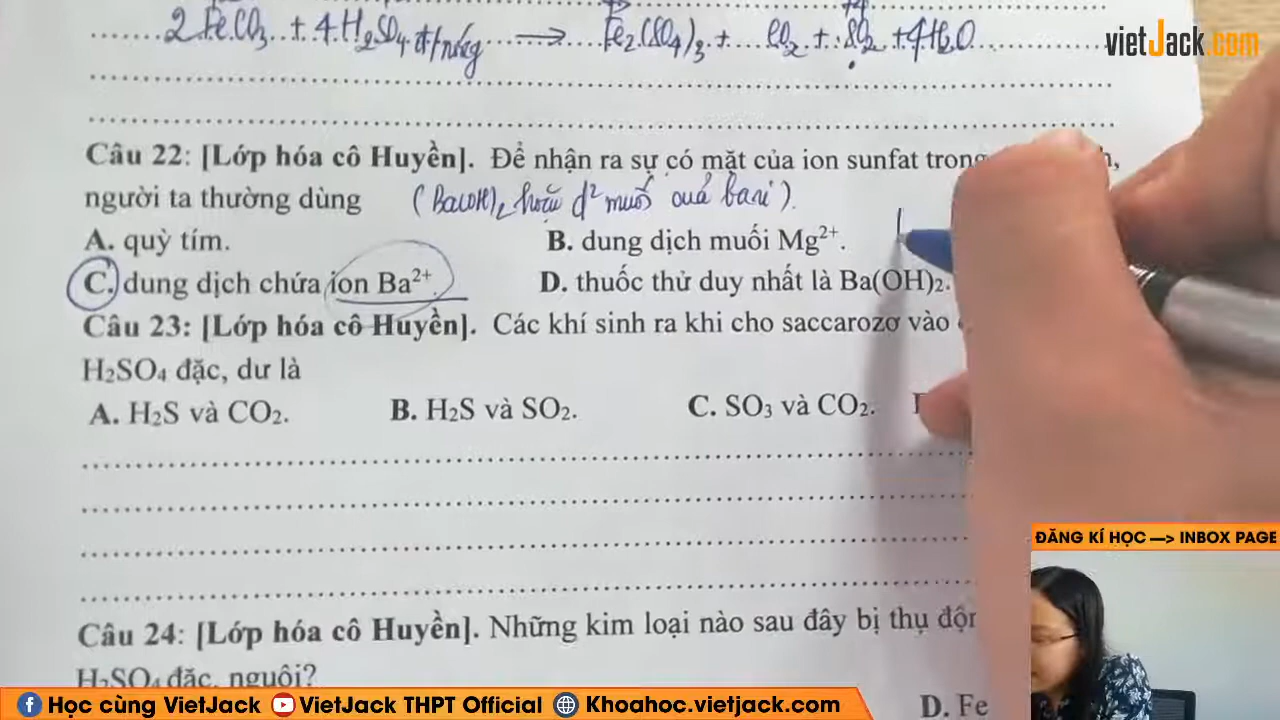 2FeCO3 + 4H2SO4 đ/nóng → Fe2(SO4)3 + CO2 + SO2 + 4H2O
vietJack.com
Câu 22: [Lớp hóa cô Huyền]. Để nhận ra sự có mặt của ion sunfat
người ta thường dùng (Ba(OH)2 hoặc d² muối của bari).
A. quỳ tím. B. dung dịch muối Mg2+.
C. dung dịch chứa ion Ba2+. D. thuốc thử duy nhất là Ba(OH)2.
Câu 23: [Lớp hóa cô Huyền]. Các khí sinh ra khi cho saccarozơ vào
H2SO4 đặc, dư là
A. H2S và CO2. B. H2S và SO2. C. SO3 và CO2.
Câu 24: [Lớp hóa cô Huyền]. Những kim loại nào sau đây bị thụ
H2SO4 đặc, nguội?
D. Fe
ĐĂNG KÍ HỌC —> INBOX PAGE
Học cùng VietJack VietJack THPT Official Khoahoc.vietjack.com